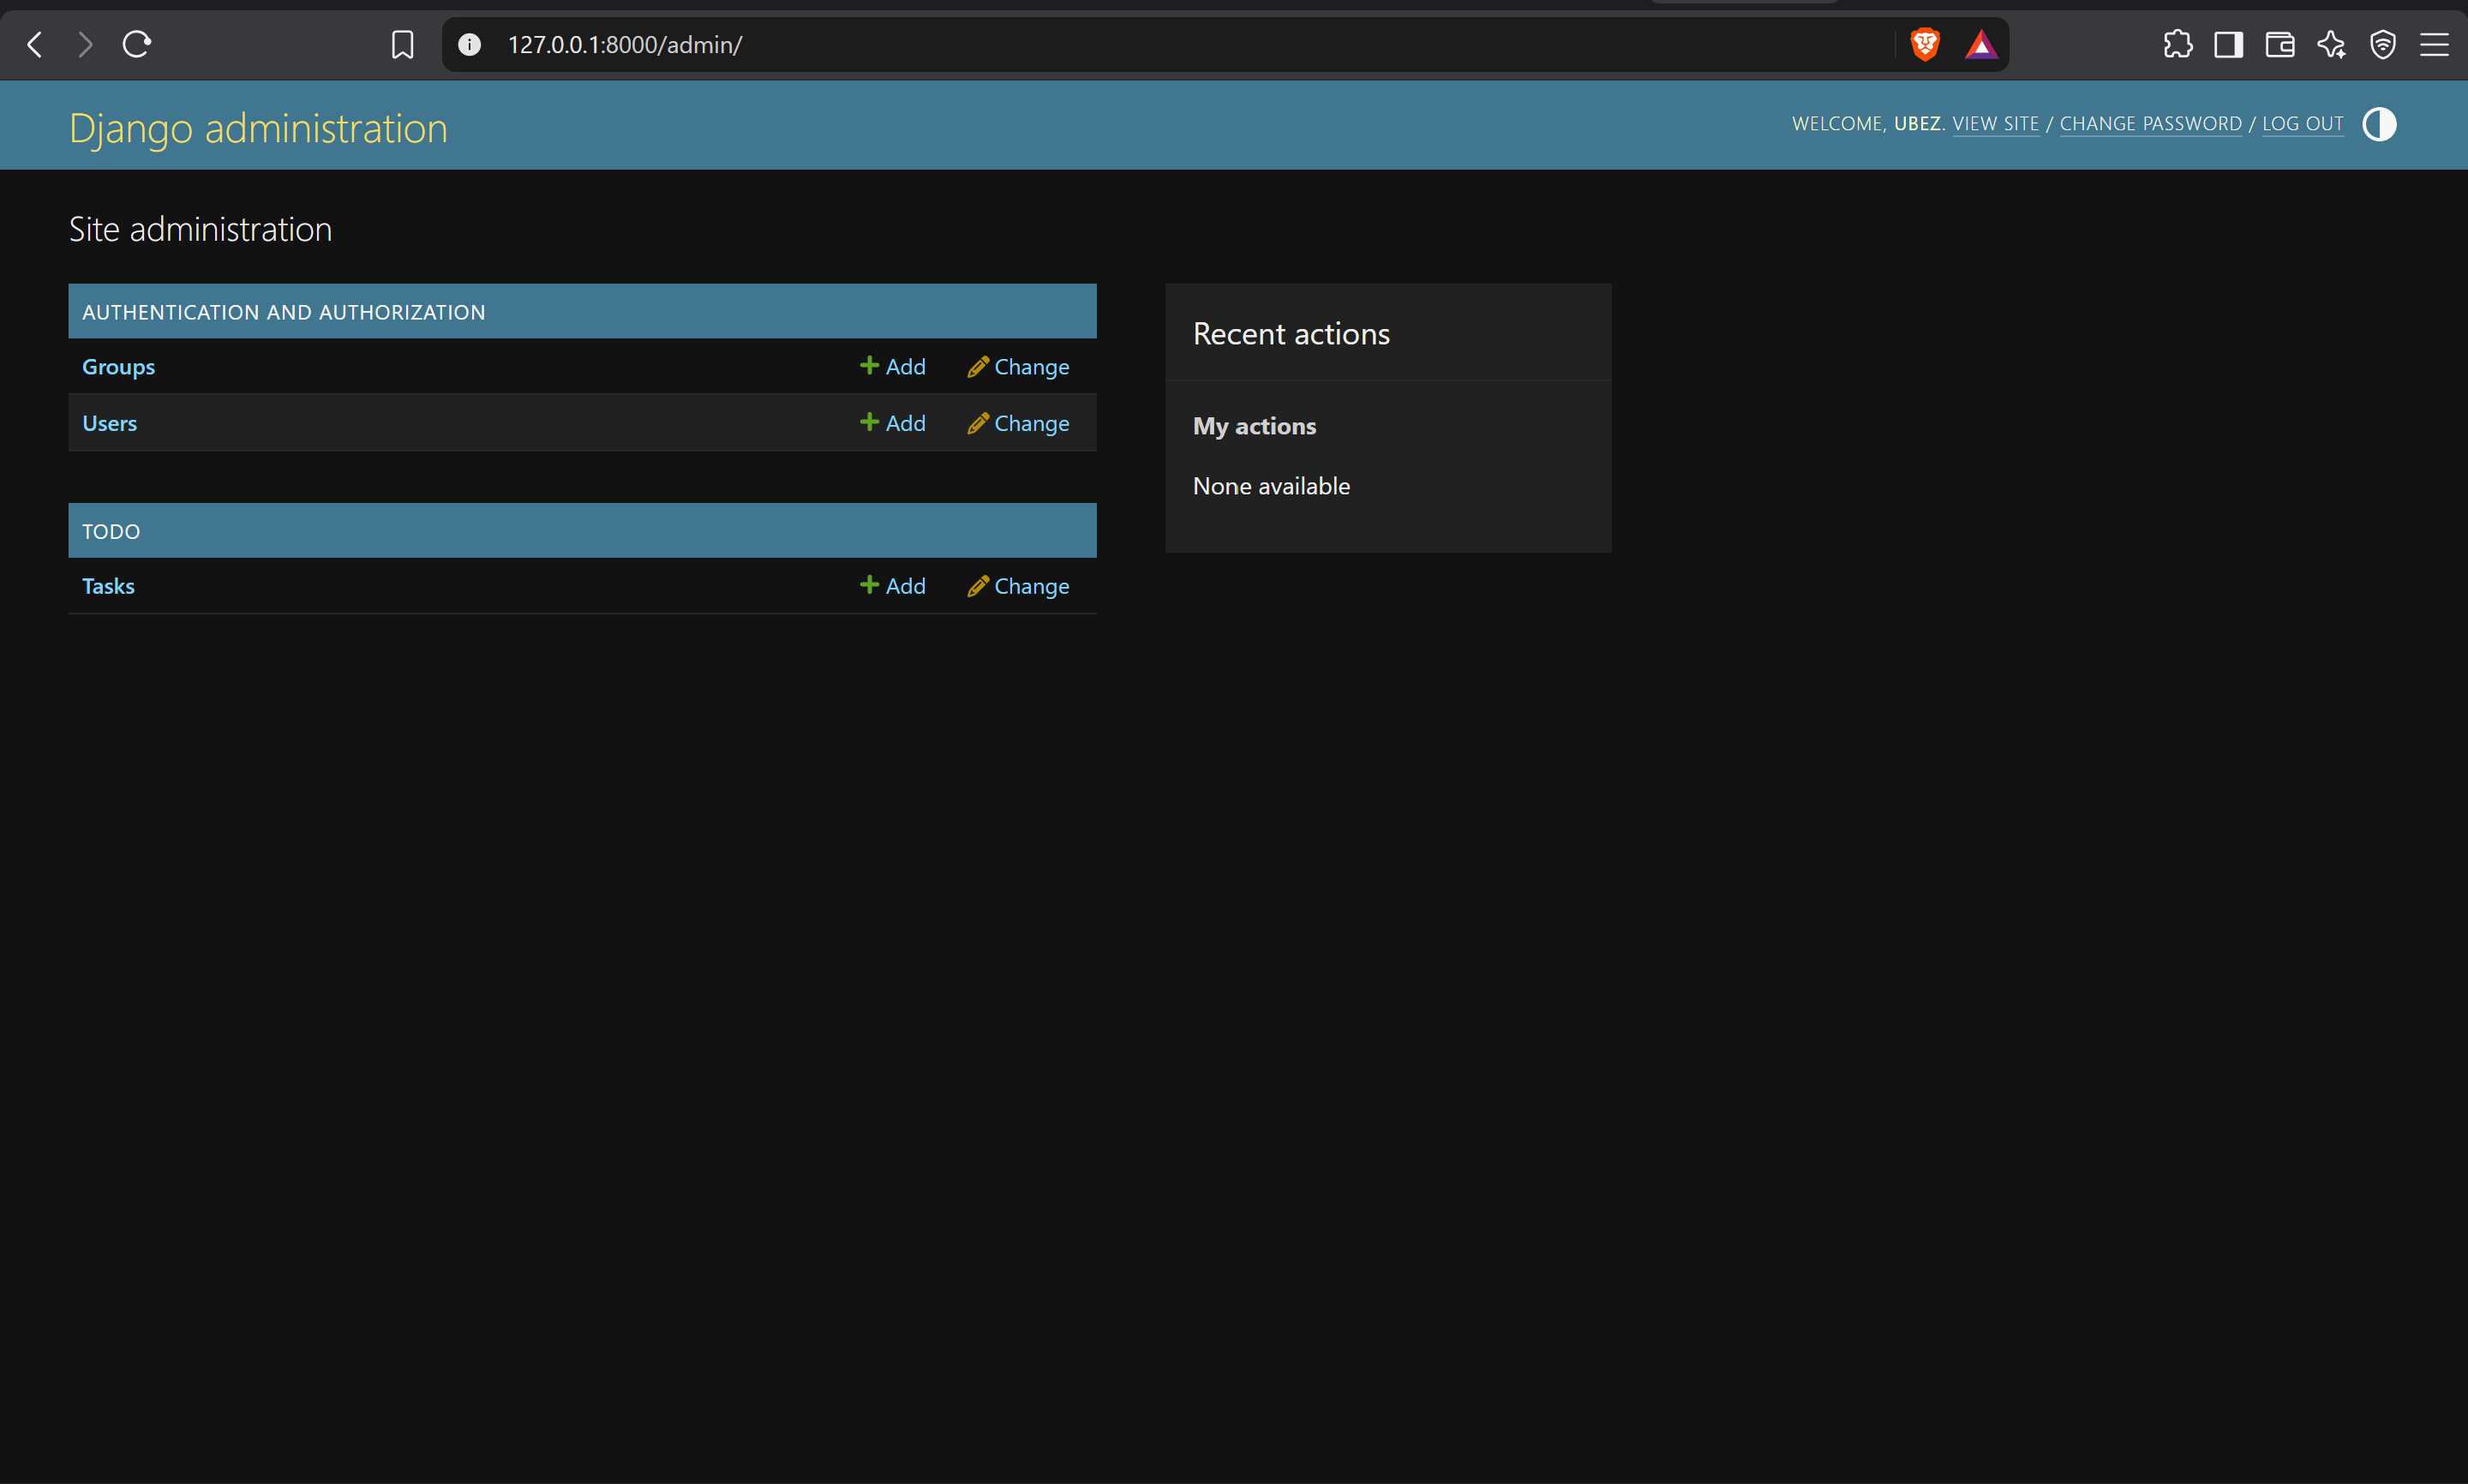 127.0.0.1:8000/admin/
Django administration
WELCOME, UBEZ. VIEW SITE / CHANGE PASSWORD / LOG OUT
Site administration
AUTHENTICATION AND AUTHORIZATION
Groups Add Change
Users Add Change
TODO
Tasks Add Change
Recent actions
My actions
None available